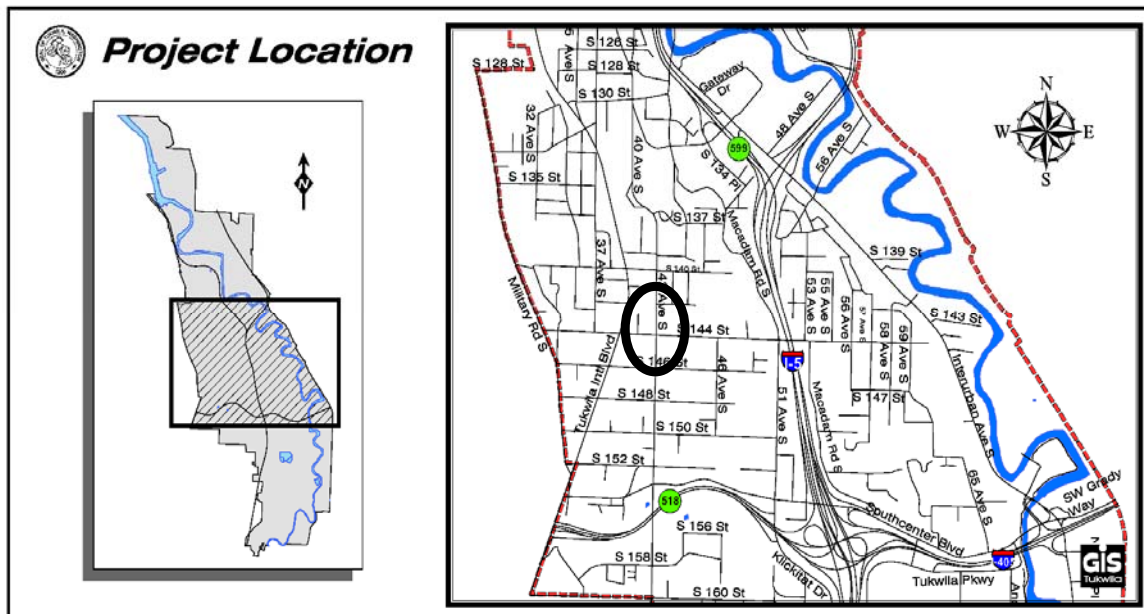 Project Location
N
S 126 St
S 128 St
S 128 St
S 130 St
Gateway
Dr
48 Ave S
56 Ave S
32 Ave S
40 Ave S
599
S 134 Pl
S 135 St
S 137 St
Macadam Rd S
37 Ave S
S 139 St
S 140 St
Military Rd S
Ave S
S 144 St
S 146 St
Tukwila Intl Blvd
46 Ave S
S 148 St
S 150 St
S 152 St
51 Ave S
I-5
53 Ave S
55 Ave S
56 Ave S
57 Ave S
58 Ave S
59 Ave S
S 143 St
S 147 St
Interurban Ave S
Macadam Rd S
65 Ave S
SW Grady
Way
518
S 156 St
S 158 St
S 160 St
Klickitat Dr
Southcenter Blvd
Tukwila Pkwy
-405
N
W
E
S
GIS
Tukwila